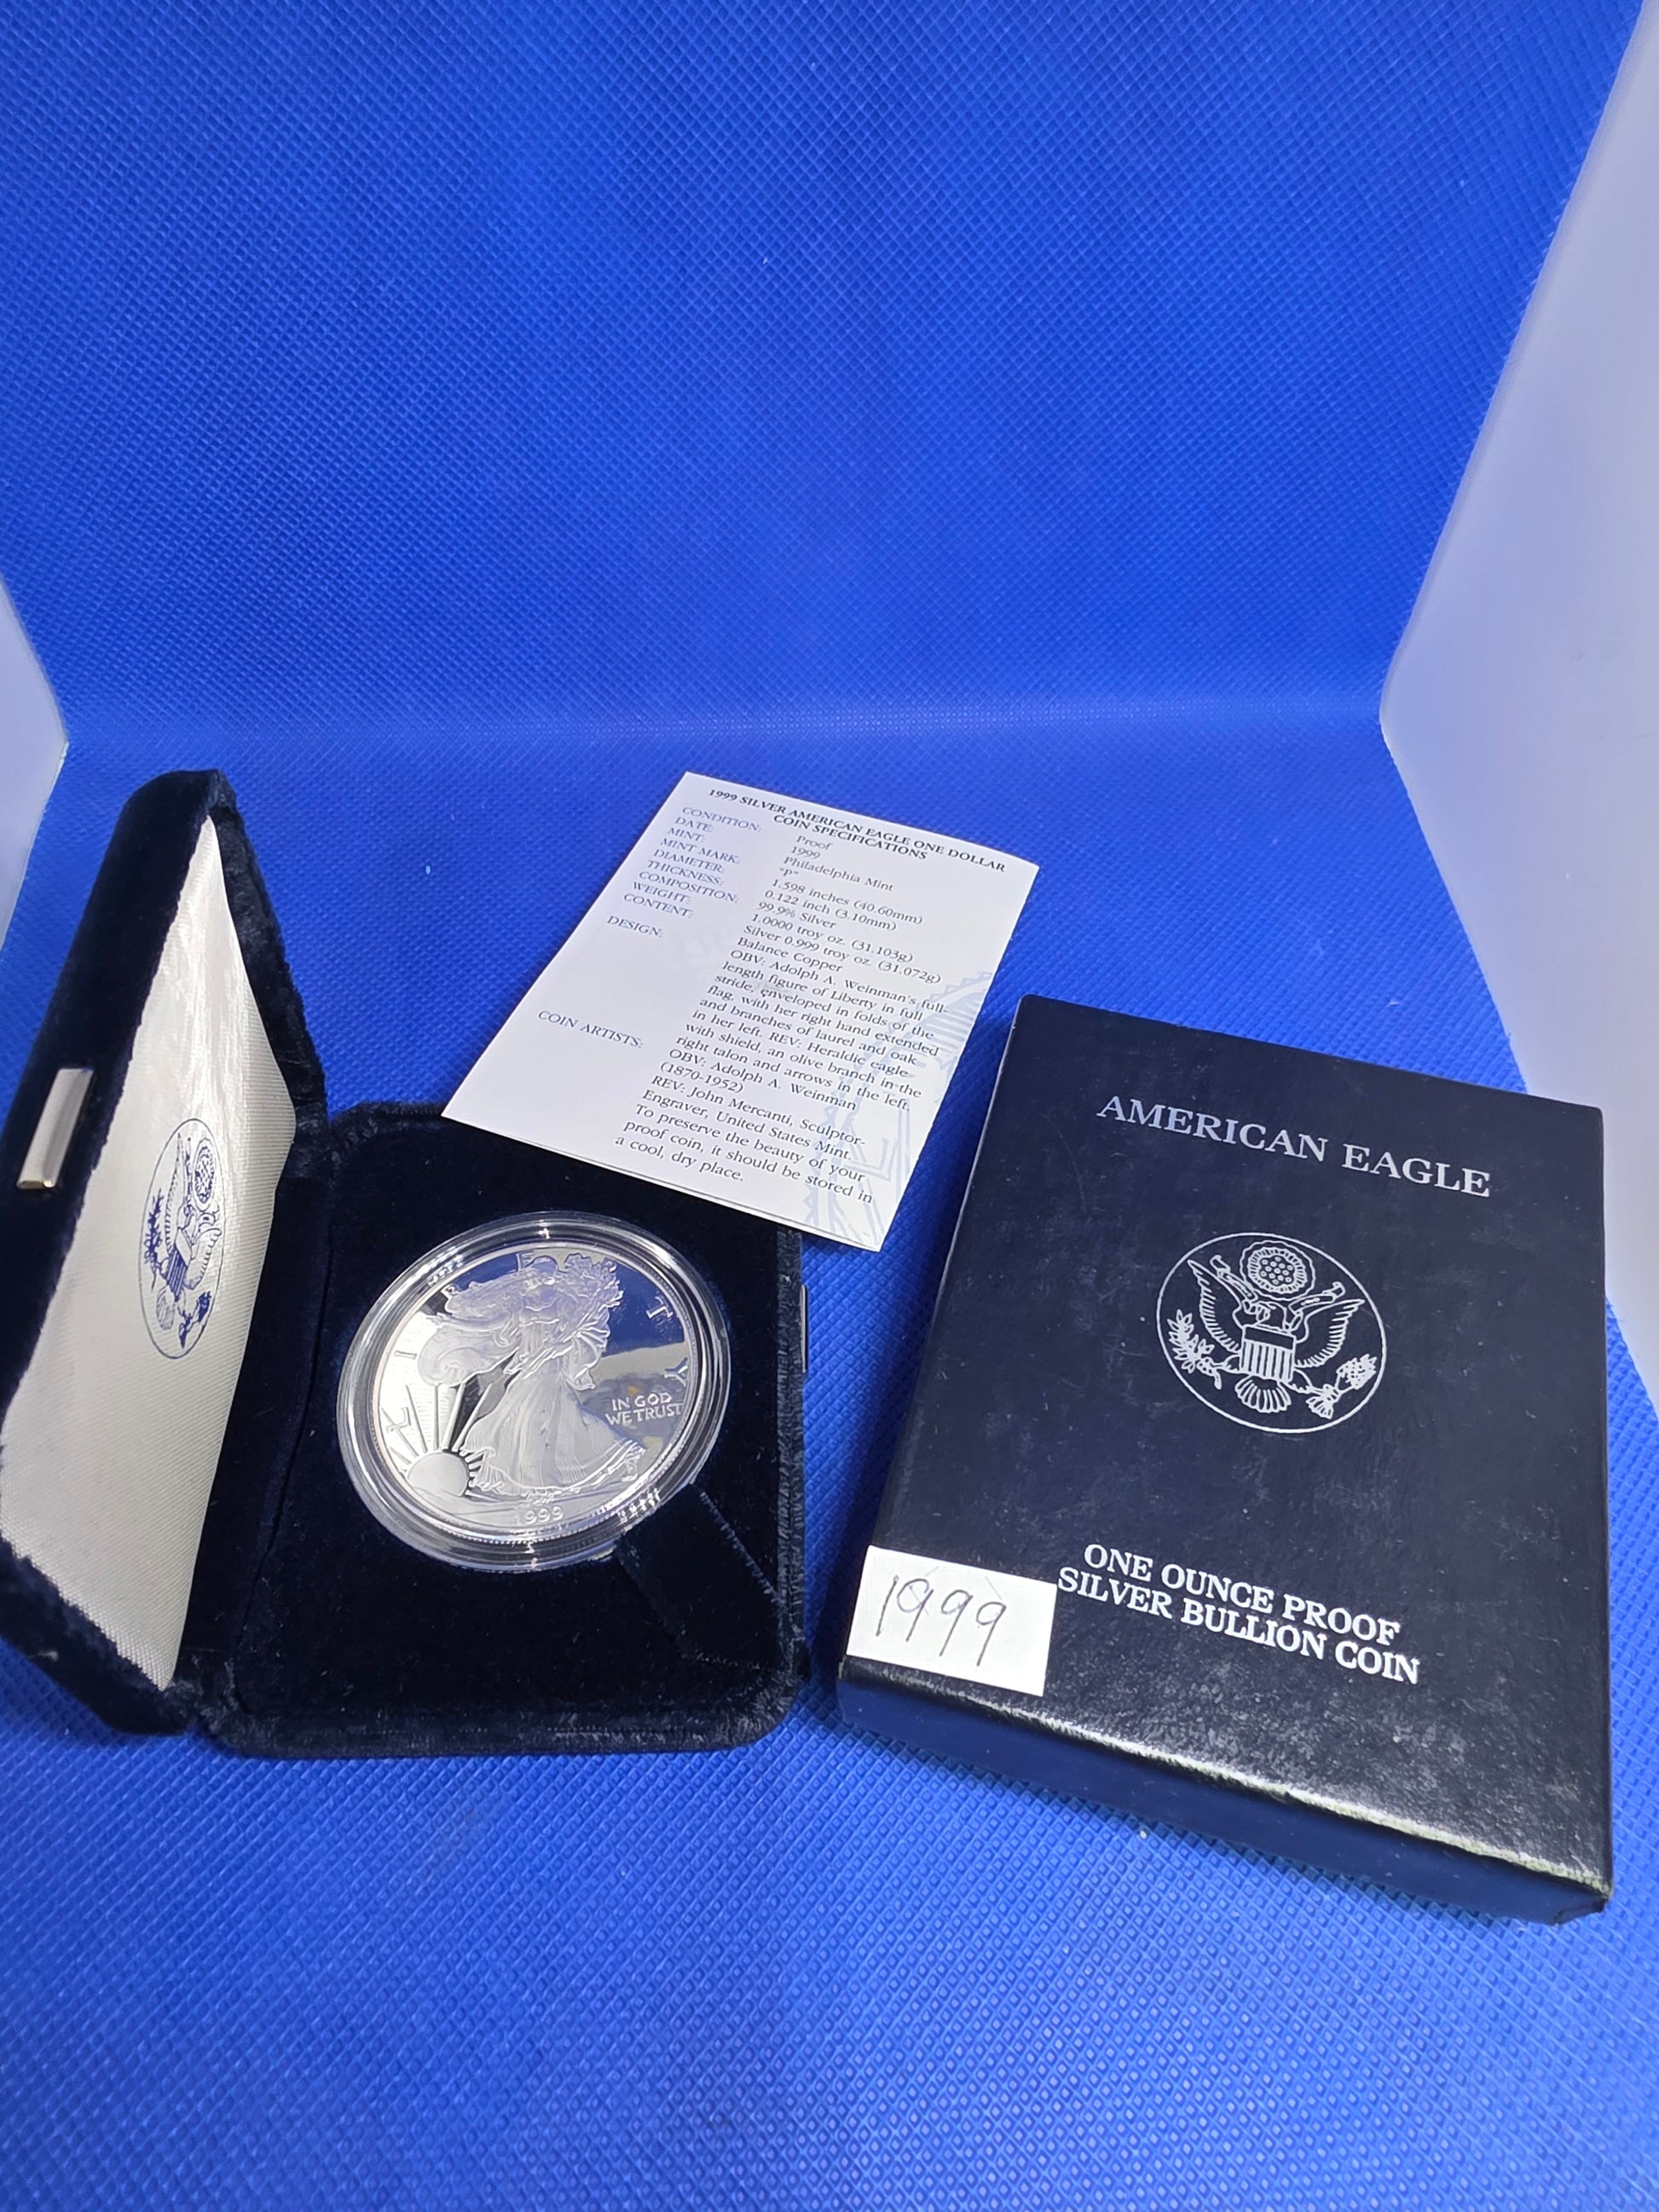 1999 SILVER AMERICAN EAGLE ONE DOLLAR
COIN SPECIFICATIONS
CONDITION: Proof
DATE: 1999
MINT: Philadelphia Mint
MINT MARK: "P"
DIAMETER: 1.598 inches (40.60mm)
THICKNESS: 0.122 inch (3.10mm)
COMPOSITION: 99.9% Silver
WEIGHT: 1.0000 troy oz. (31.103g)
CONTENT: Silver 0.999 troy oz. (31.072g)
Balance Copper
DESIGN: OBV: Adolph A. Weinman's full-
length figure of Liberty in full
stride, enveloped in folds of the
flag, with her right hand extended
and branches of laurel and oak
in her left. REV: Heraldic eagle
with shield, an olive branch in the
right talon and arrows in the left.
COIN ARTISTS: OBV: Adolph A. Weinman
(1870-1952)
REV: John Mercanti, Sculptor-
Engraver, United States Mint.
To preserve the beauty of your
proof coin, it should be stored in
a cool, dry place.
LIBERTY
IN GOD
WE TRUST
1999
AMERICAN EAGLE
ONE OUNCE PROOF
SILVER BULLION COIN
1999